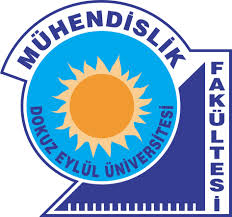 MÜHENDİSLİK
FAKÜLTESİ
DOKUZ EYLÜL ÜNİVERSİTESİ